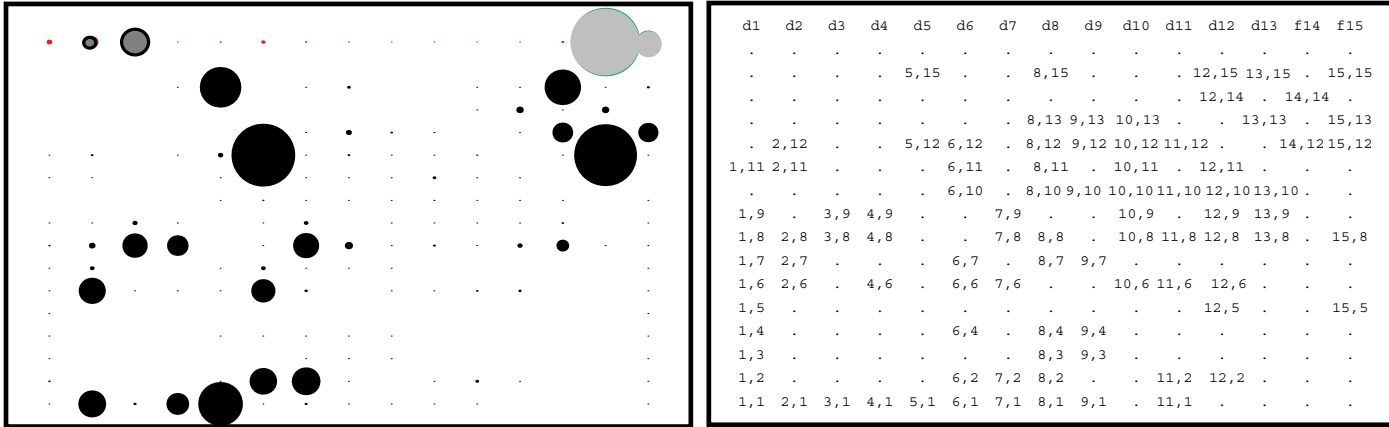 d1 d2 d3 d4 d5 d6 d7 d8 d9 d10 d11 d12 d13 f14 f15
. . . . . . . . . . . . . . .
. . . . 5,15 . . 8,15 . . . 12,15 13,15 . 15,15
. . . . . . . . . . . 12,14 . 14,14 .
. . . . . . . 8,13 9,13 10,13 . . 13,13 . 15,13
. 2,12 . . 5,12 6,12 . 8,12 9,12 10,12 11,12 . . 14,12 15,12
1,11 2,11 . . . 6,11 . 8,11 . 10,11 . 12,11 . . .
. . . . . 6,10 . 8,10 9,10 10,10 11,10 12,10 13,10 . .
1,9 . 3,9 4,9 . . 7,9 . . 10,9 . 12,9 13,9 . .
1,8 2,8 3,8 4,8 . . 7,8 8,8 . 10,8 11,8 12,8 13,8 . 15,8
1,7 2,7 . . . 6,7 . 8,7 9,7 . . . . . .
1,6 2,6 . 4,6 . 6,6 7,6 . . 10,6 11,6 12,6 . . .
1,5 . . . . . . . . . . 12,5 . . 15,5
1,4 . . . . 6,4 . 8,4 9,4 . . . . . .
1,3 . . . . . . 8,3 9,3 . . . . . .
1,2 . . . . 6,2 7,2 8,2 . . 11,2 12,2 . . .
1,1 2,1 3,1 4,1 5,1 6,1 7,1 8,1 9,1 . 11,1 . . . .